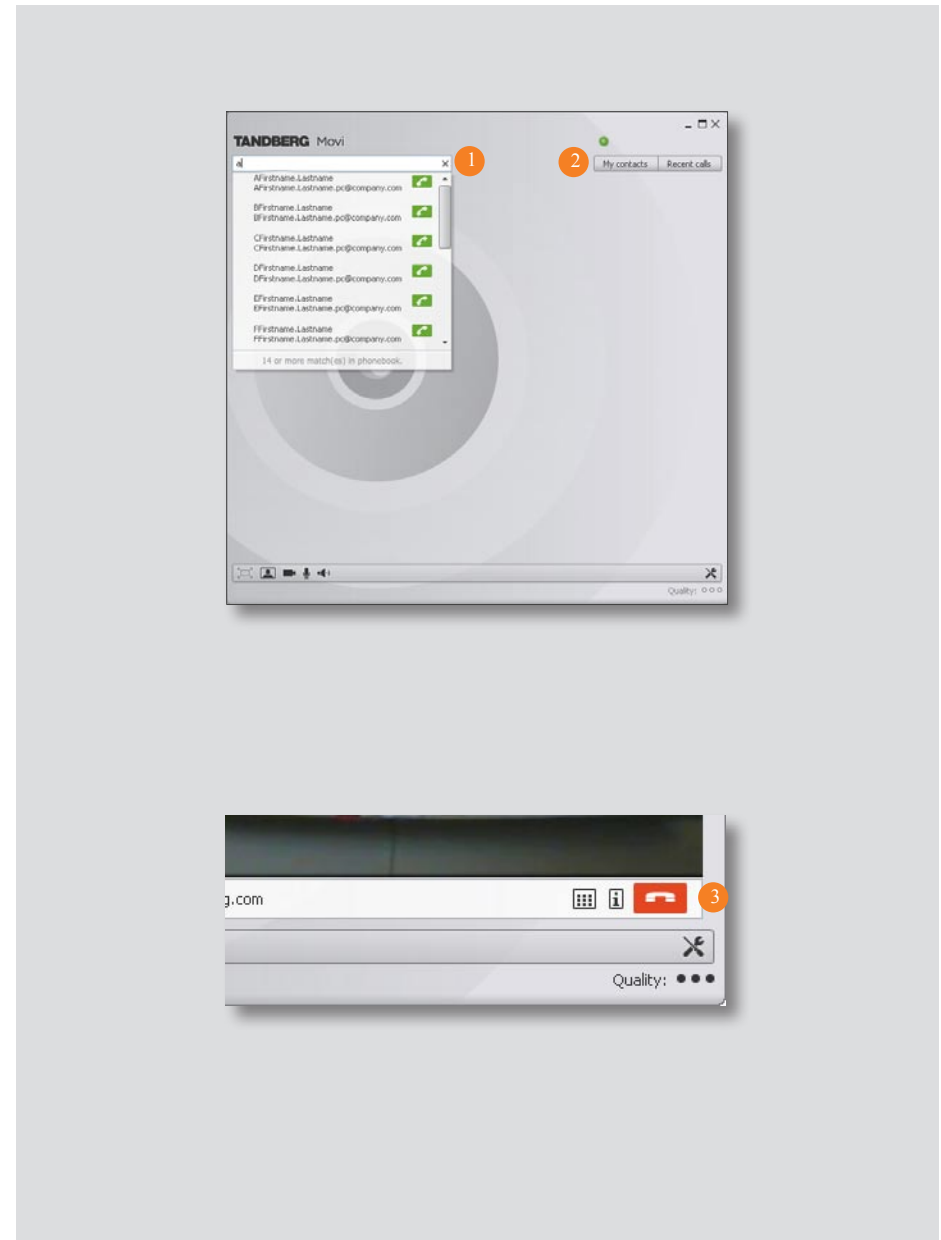 TANDBERG Movi
a
1
2
My contacts
Recent calls
AFirstname.Lastname
AFirstname.Lastname.pc@company.com
BFirstname.Lastname
BFirstname.Lastname.pc@company.com
CFirstname.Lastname
CFirstname.Lastname.pc@company.com
DFirstname.Lastname
DFirstname.Lastname.pc@company.com
EFirstname.Lastname
EFirstname.Lastname.pc@company.com
FFirstname.Lastname
FFirstname.Lastname.pc@company.com
14 or more match(es) in phonebook.
Quality:
g.com
3
Quality: